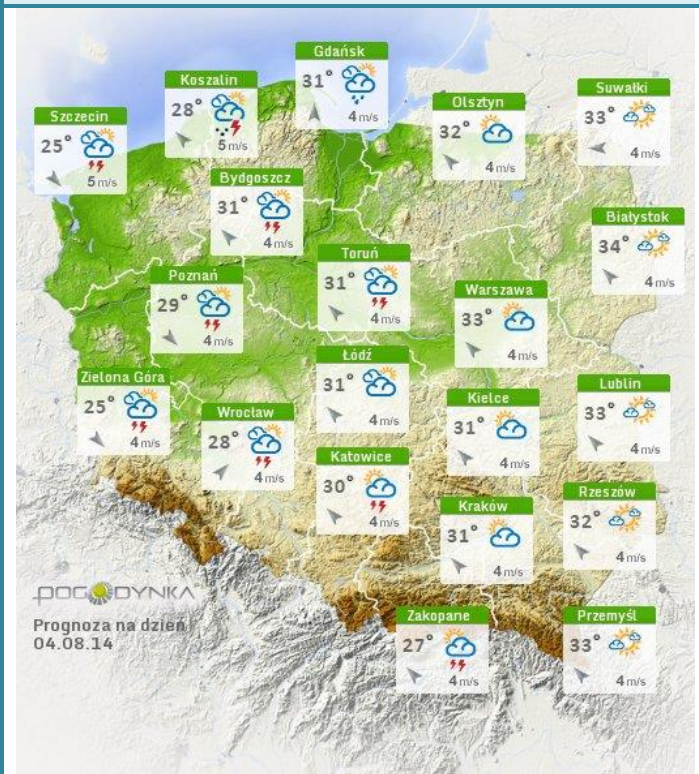 Gdańsk
31°
4 m/s
Koszalin
28°
5 m/s
Suwałki
33°
4 m/s
Olsztyn
32°
4 m/s
Szczecin
25°
5 m/s
Bydgoszcz
31°
4 m/s
Białystok
34°
4 m/s
Toruń
31°
4 m/s
Poznań
29°
4 m/s
Warszawa
33°
4 m/s
Łódź
31°
4 m/s
Zielona Góra
25°
4 m/s
Lublin
33°
4 m/s
Kielce
31°
4 m/s
Wrocław
28°
4 m/s
Katowice
30°
4 m/s
Rzeszów
32°
4 m/s
Kraków
31°
4 m/s
POGODYNKA
Prognoza na dzień
04.08.14
Zakopane
27°
4 m/s
Przemyśl
33°
4 m/s